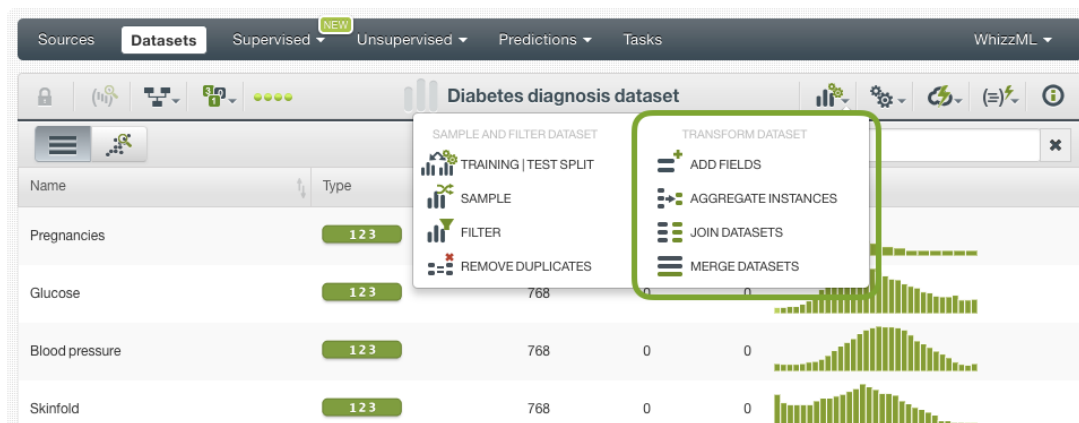 NEW
Sources Datasets Supervised Unsupervised Predictions Tasks WhizzML
Diabetes diagnosis dataset
SAMPLE AND FILTER DATASET TRANSFORM DATASET
TRAINING | TEST SPLIT ADD FIELDS
SAMPLE AGGREGATE INSTANCES
FILTER JOIN DATASETS
REMOVE DUPLICATES MERGE DATASETS
Name Type
Pregnancies 123
Glucose 123 768 0 0
Blood pressure 123 768 0 0
Skinfold 123 768 0 0